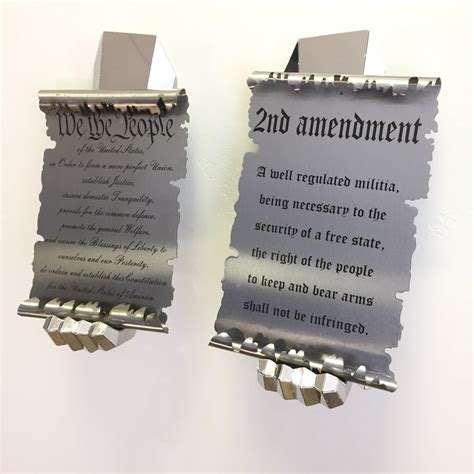 We the People
of the United States,
in Order to form a more perfect Union,
establish Justice,
insure domestic Tranquility,
provide for the common defence,
promote the general Welfare,
and secure the Blessings of Liberty to
ourselves and our Posterity,
do ordain and establish this Constitution
for the United States of America.
2nd amendment
A well regulated militia,
being necessary to the
security of a free state,
the right of the people
to keep and bear arms
shall not be infringed.